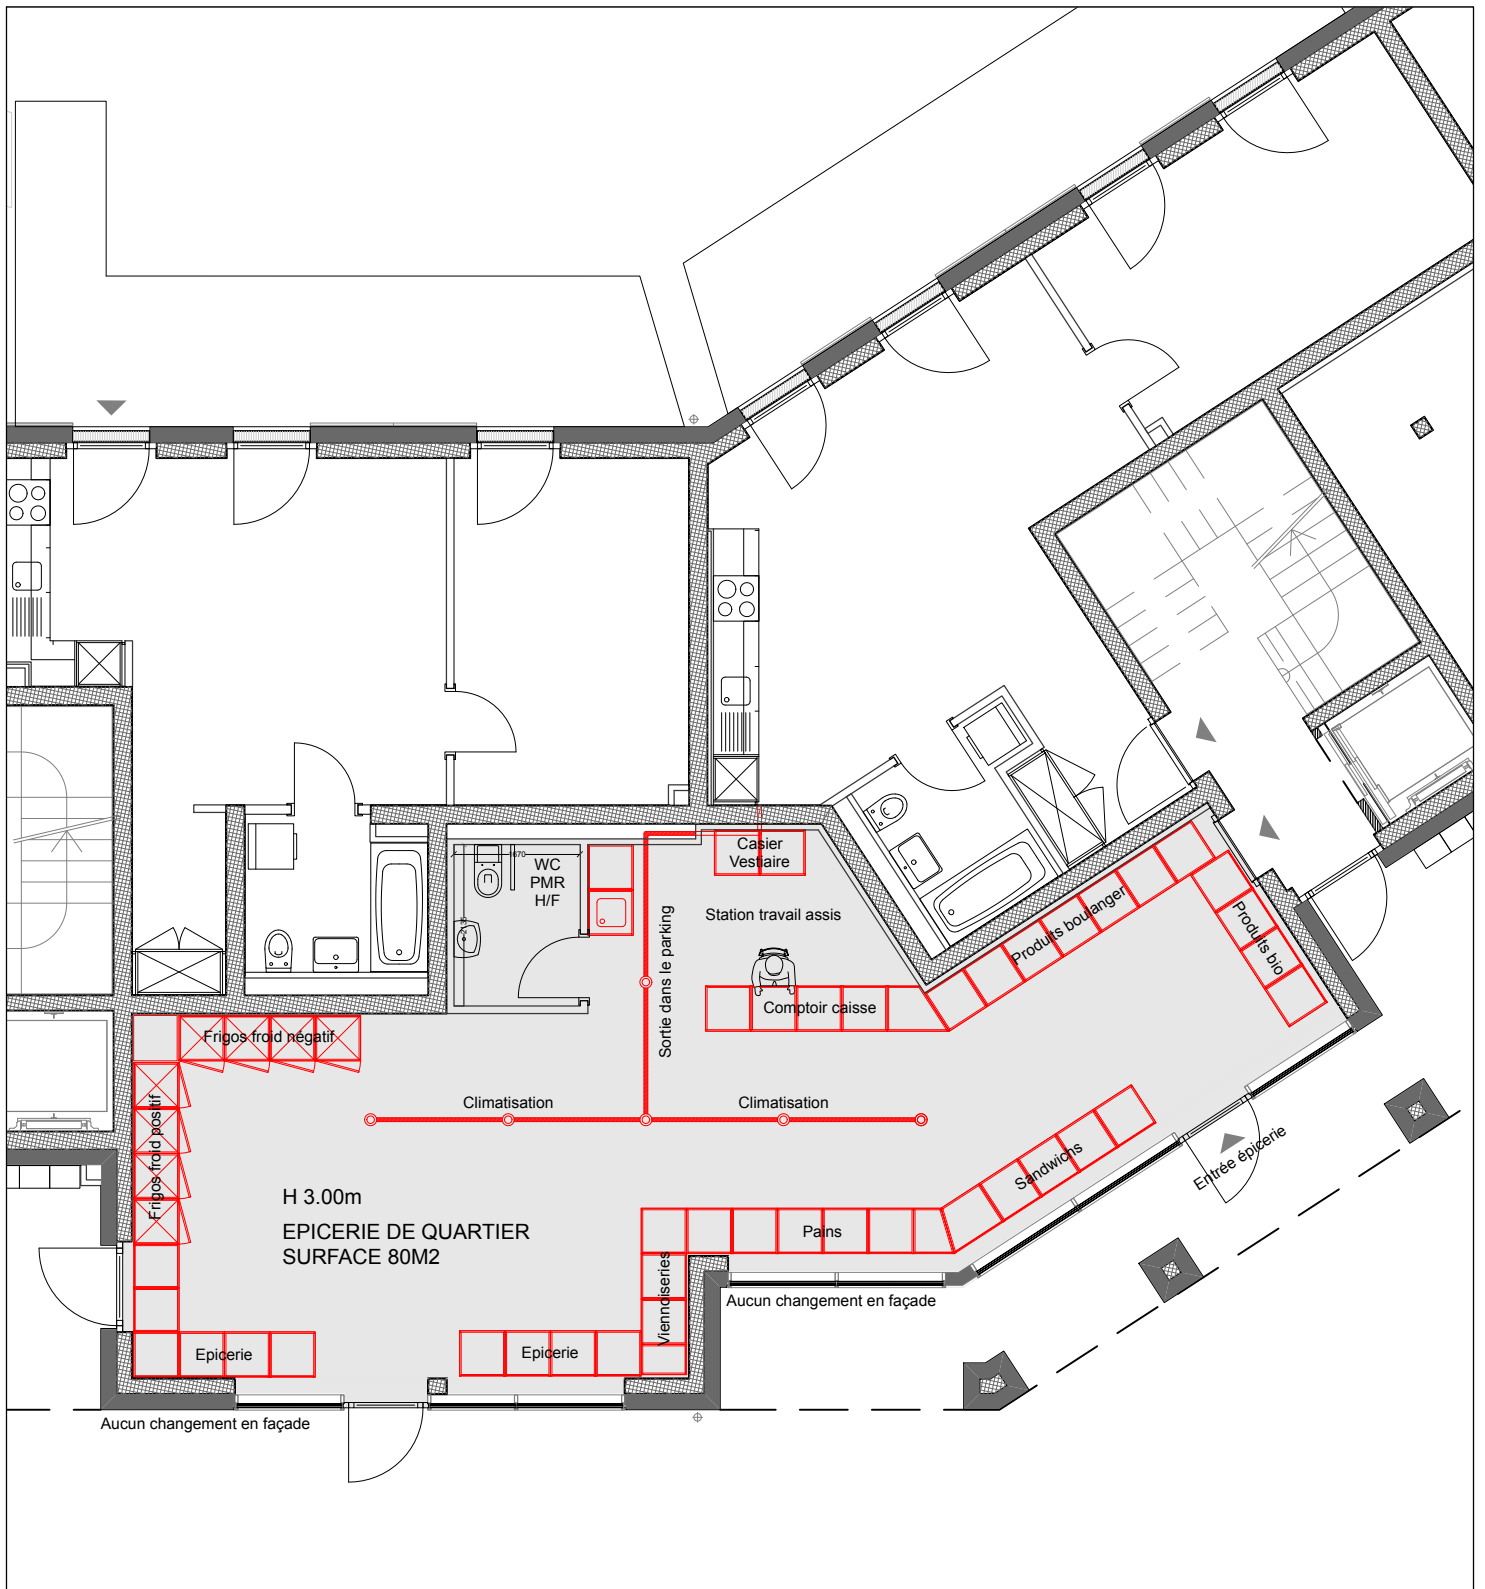 Casier
Vestiaire
1670
WC
PMR
H/F
Station travail assis
Produits boulanger
Produits bio
Sortie dans le parking
Comptoir caisse
Frigos froid négatif
Climatisation
Climatisation
Frigos froid positif
Entrée épicerie
Sandwichs
H 3.00m
EPICERIE DE QUARTIER
SURFACE 80M2
Pains
Viennoiseries
Aucun changement en façade
Epicerie
Epicerie
Aucun changement en façade